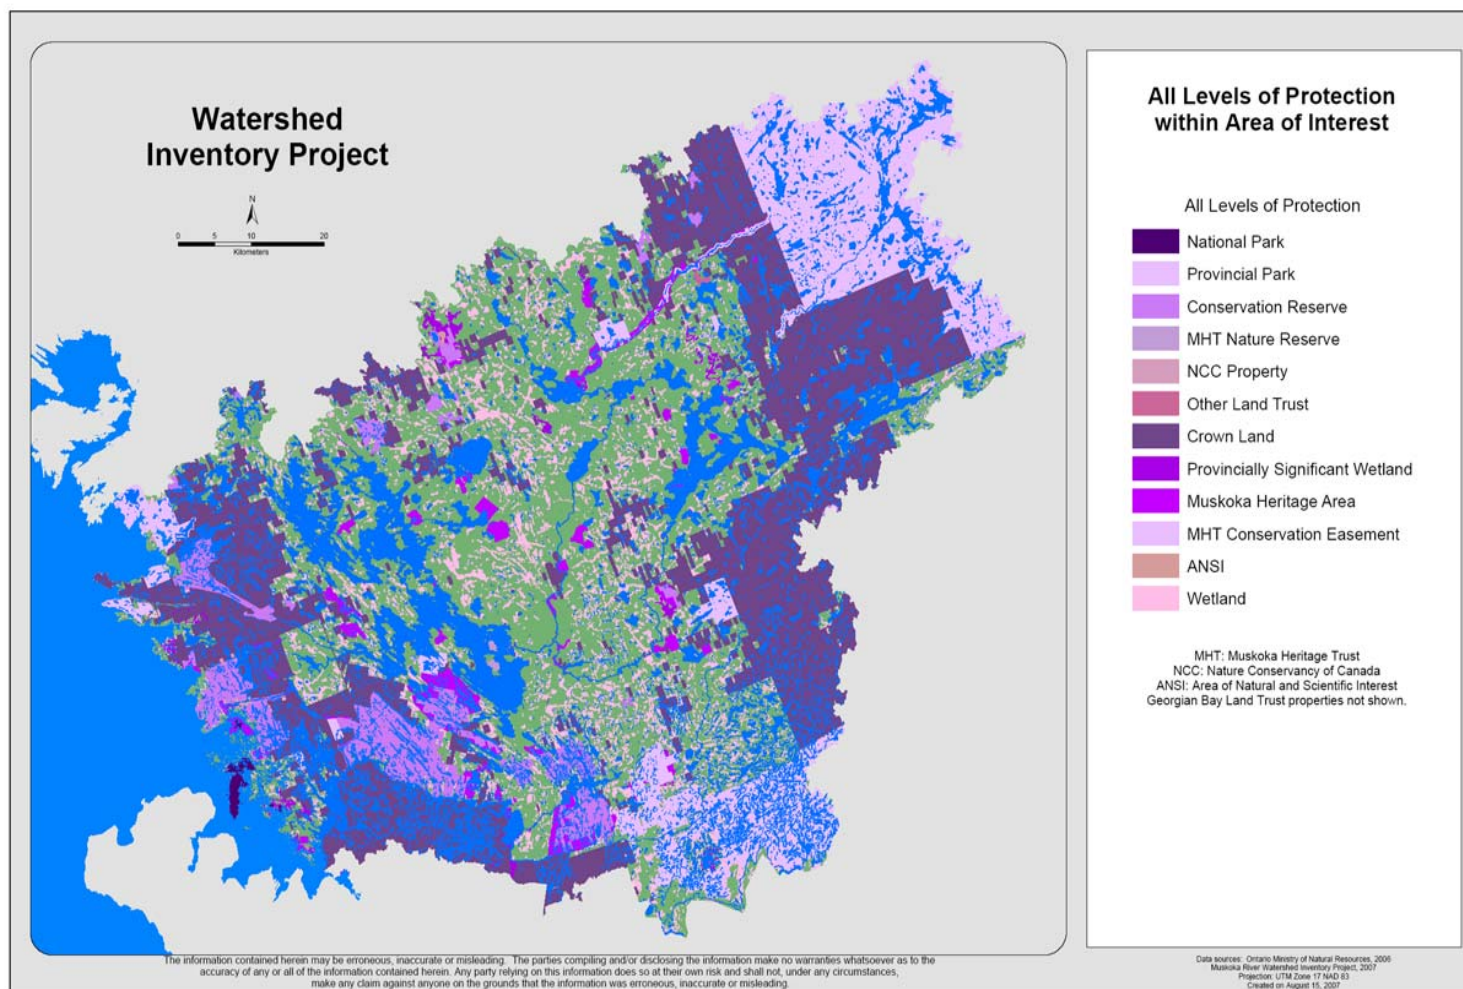 Watershed
Inventory Project
N
0 5 10 20
Kilometers
The information contained herein may be erroneous, inaccurate or misleading. The parties compiling and/or disclosing the information make no warranties whatsoever as to the
accuracy of any or all of the information contained herein. Any party relying on this information does so at their own risk and shall not, under any circumstances,
make any claim against anyone on the grounds that the information was erroneous, inaccurate or misleading.
All Levels of Protection
within Area of Interest
All Levels of Protection
National Park
Provincial Park
Conservation Reserve
MHT Nature Reserve
NCC Property
Other Land Trust
Crown Land
Provincially Significant Wetland
Muskoka Heritage Area
MHT Conservation Easement
ANSI
Wetland
MHT: Muskoka Heritage Trust
NCC: Nature Conservancy of Canada
ANSI: Area of Natural and Scientific Interest
Georgian Bay Land Trust properties not shown.
Data sources: Ontario Ministry of Natural Resources, 2006
Muskoka River Watershed Inventory Project, 2007
Projection: UTM Zone 17 NAD 83
Created on August 15, 2007